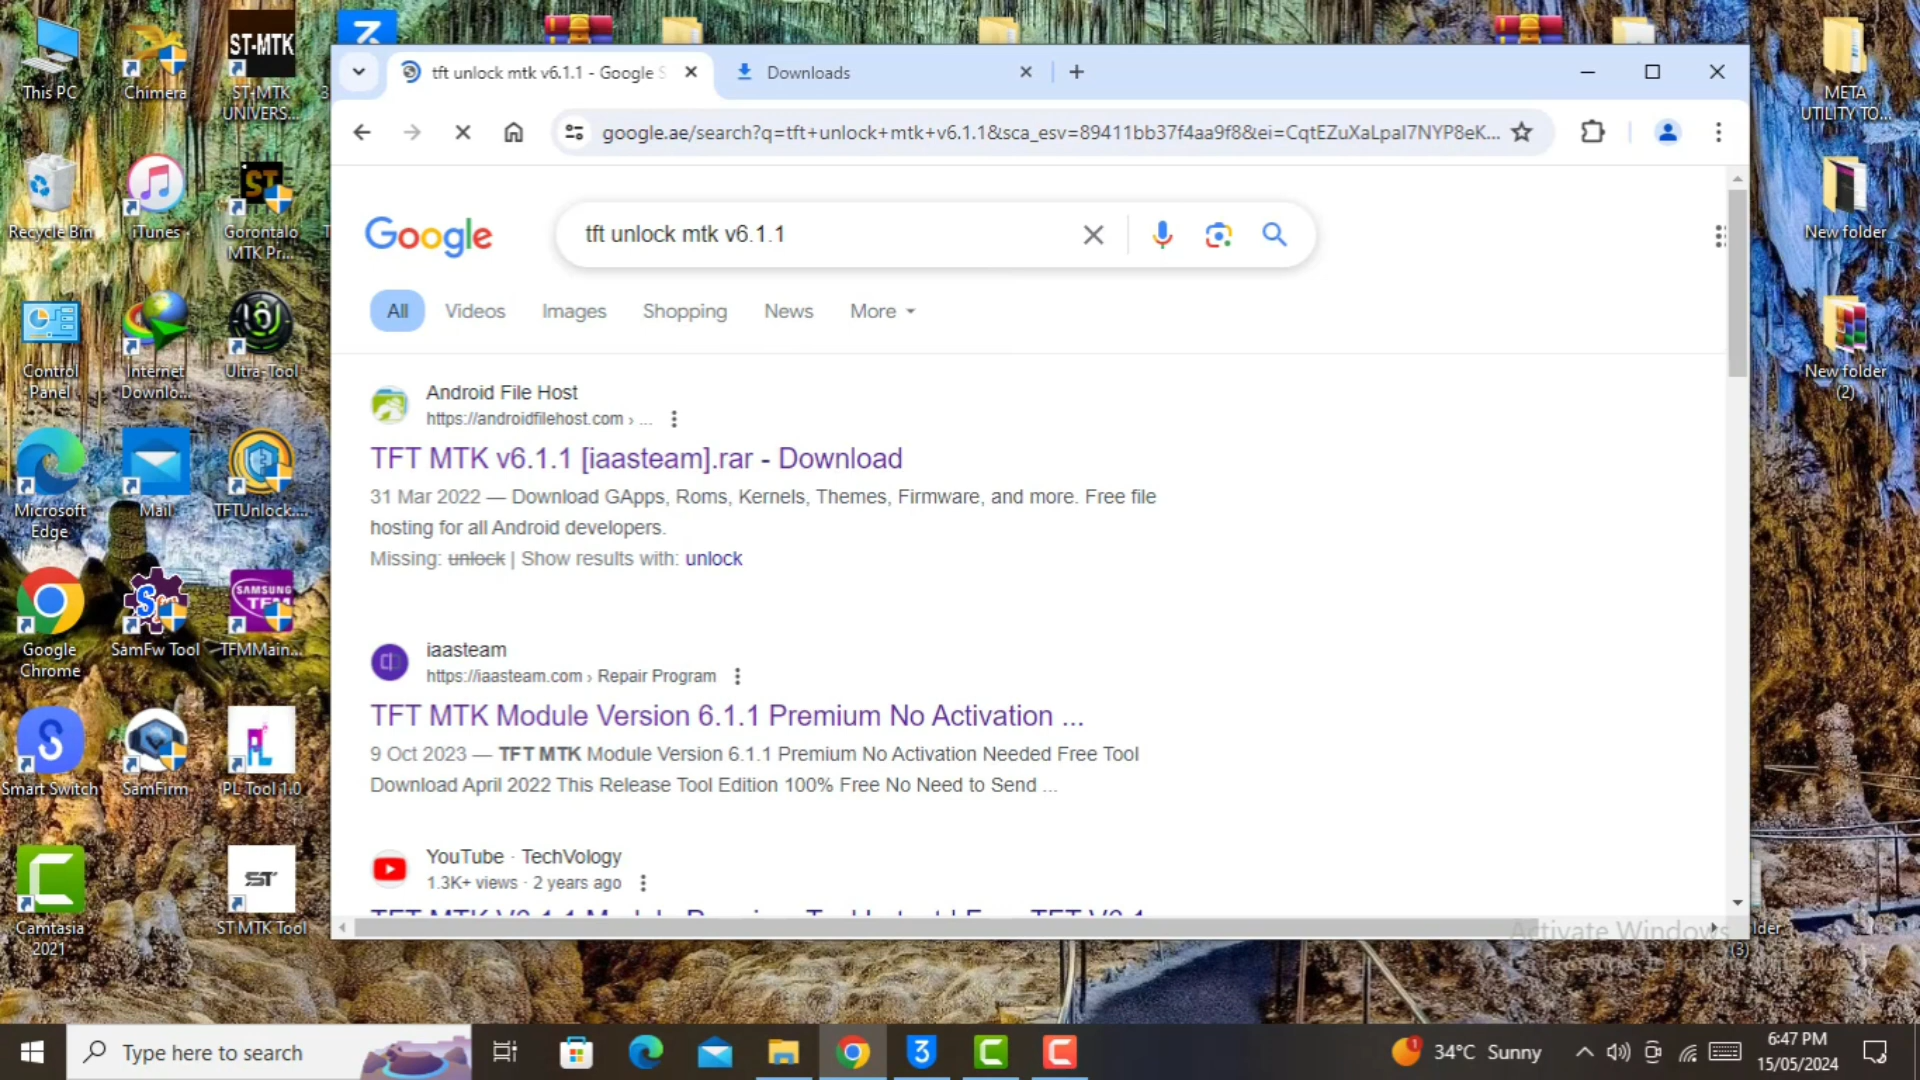 This PC
Chimera
ST-MTK
ST-MTK
UNIVERS...
Recycle Bin
iTunes
ST
Gorontalo
MTK Pr...
Control
Panel
Internet
Downlo...
Ultra-Tool
Microsoft
Edge
Mail
TFTUnlock...
Google
Chrome
SamFw Tool
SAMSUNG
TFMMain...
Smart Switch
SamFirm
PL Tool 1.0
Camtasia
2021
ST
ST-MTK Tool
tft unlock mtk v6.1.1 - Google S
Downloads
google.ae/search?q=tft+unlock+mtk+v6.1.1&sca_esv=89411bb37f4aa9f8&ei=CqtEZuXaLpaI7NYP8eK...
Google
tft unlock mtk v6.1.1
All
Videos
Images
Shopping
News
More
Android File Host
https://androidfilehost.com › ...
TFT MTK v6.1.1 [iaasteam].rar - Download
31 Mar 2022 — Download GApps, Roms, Kernels, Themes, Firmware, and more. Free file
hosting for all Android developers.
Missing: unlock | Show results with: unlock
iaasteam
https://iaasteam.com › Repair Program
TFT MTK Module Version 6.1.1 Premium No Activation ...
9 Oct 2023 — TFT MTK Module Version 6.1.1 Premium No Activation Needed Free Tool
Download April 2022 This Release Tool Edition 100% Free No Need to Send ...
YouTube · TechVology
1.3K+ views · 2 years ago
META
UTILITY TO...
New folder
New folder
(2)
Activate Windows
(3)
Type here to search
34°C Sunny
6:47 PM
15/05/2024